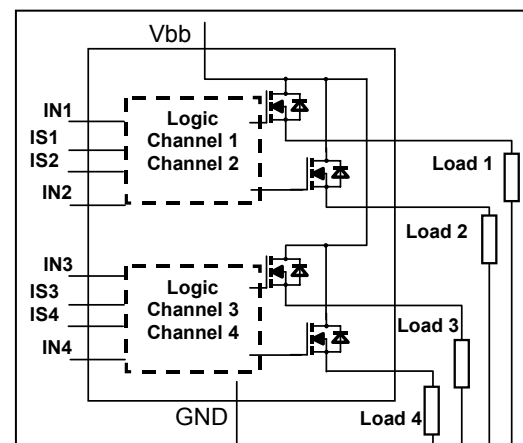 Vbb
IN1
IS1
IS2
IN2
Logic
Channel 1
Channel 2
Load 1
Load 2
IN3
IS3
IS4
IN4
Logic
Channel 3
Channel 4
Load 3
Load 4
GND